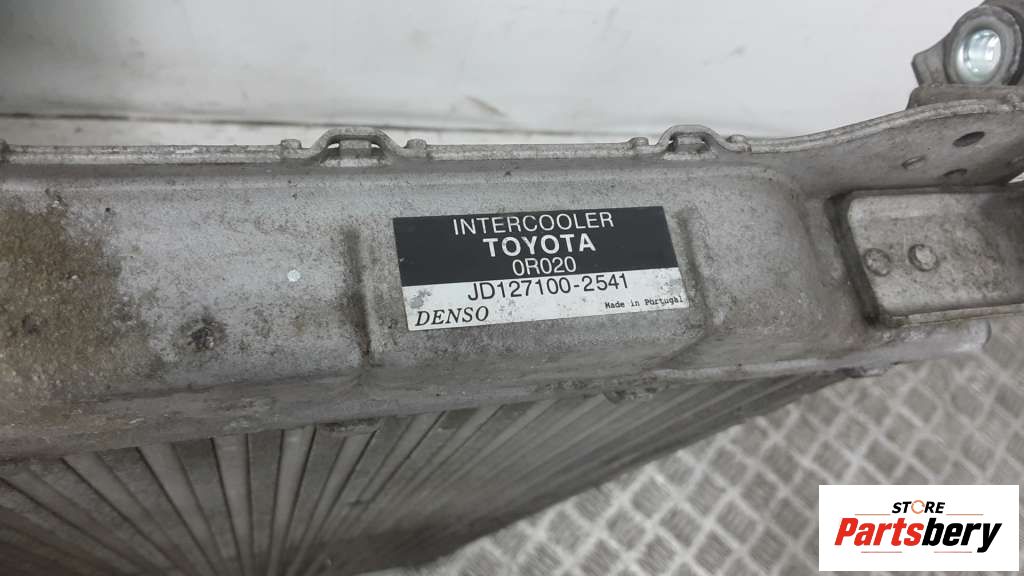 INTERCOOLER
TOYOTA
0R020
JD127100-2541
DENSO Made in Portugal
STORE
Partsbery